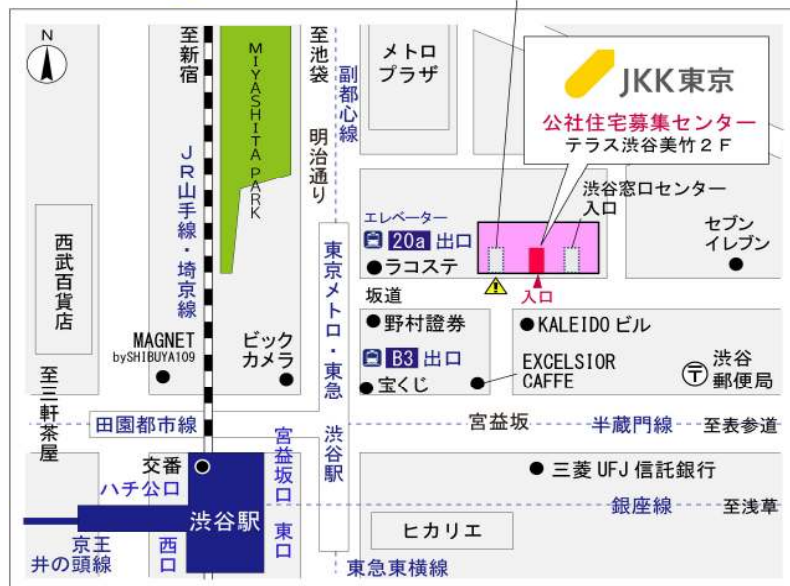 N
至新宿
MIYASHITA PARK
至池袋
副都心線
明治通り
メトロ
プラザ
JKK東京
公社住宅募集センター
テラス渋谷美竹2F
JR山手線・埼京線
渋谷窓口センター
入口
エレベーター
20a 出口
ラコステ
セブン
イレブン
西武百貨店
東京メトロ・東急
渋谷駅
入口
坂道
野村證券
KALEIDO ビル
MAGNET
bySHIBUYA109
ビック
カメラ
B3 出口
宝くじ
EXCELSIOR
CAFFE
渋谷
郵便局
至三軒茶屋
田園都市線
宮益坂
半蔵門線
至表参道
交番
ハチ公口
宮益坂口
三菱 UFJ 信託銀行
渋谷駅
銀座線
至浅草
京王
井の頭線
西口
東口
ヒカリエ
東急東横線